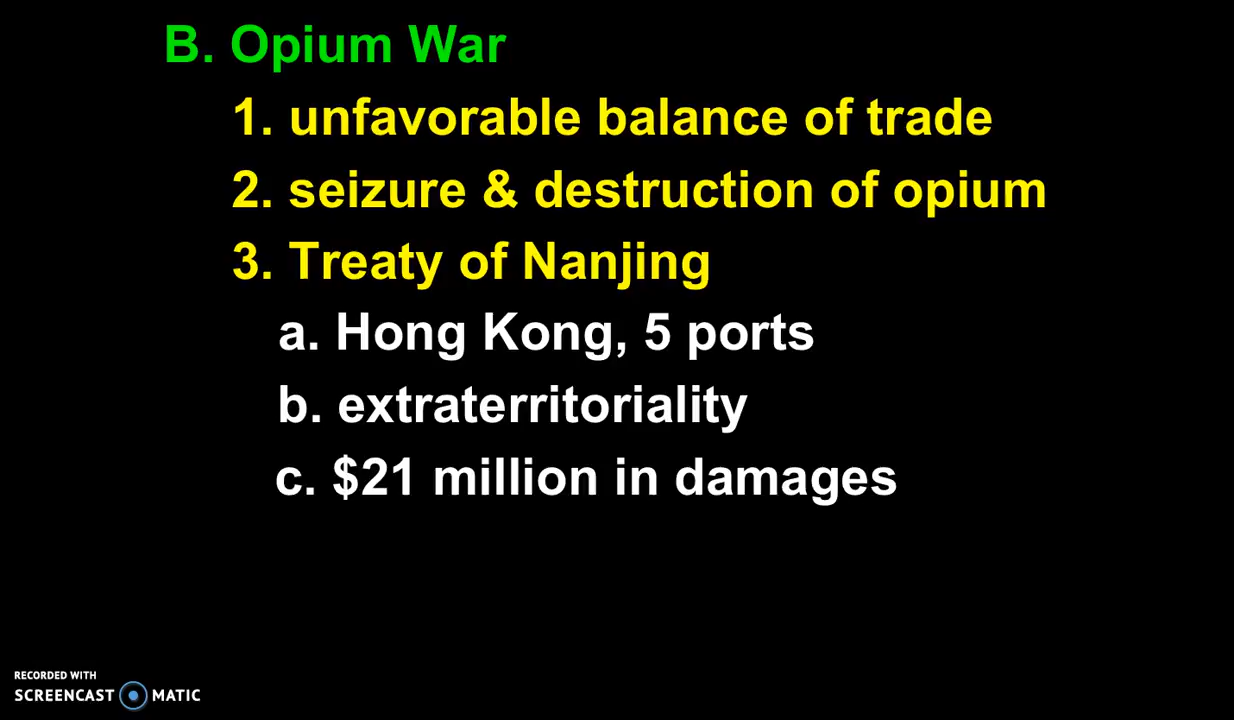 B. Opium War
1. unfavorable balance of trade
2. seizure & destruction of opium
3. Treaty of Nanjing
a. Hong Kong, 5 ports
b. extraterritoriality
c. $21 million in damages
RECORDED WITH
SCREENCAST MATIC